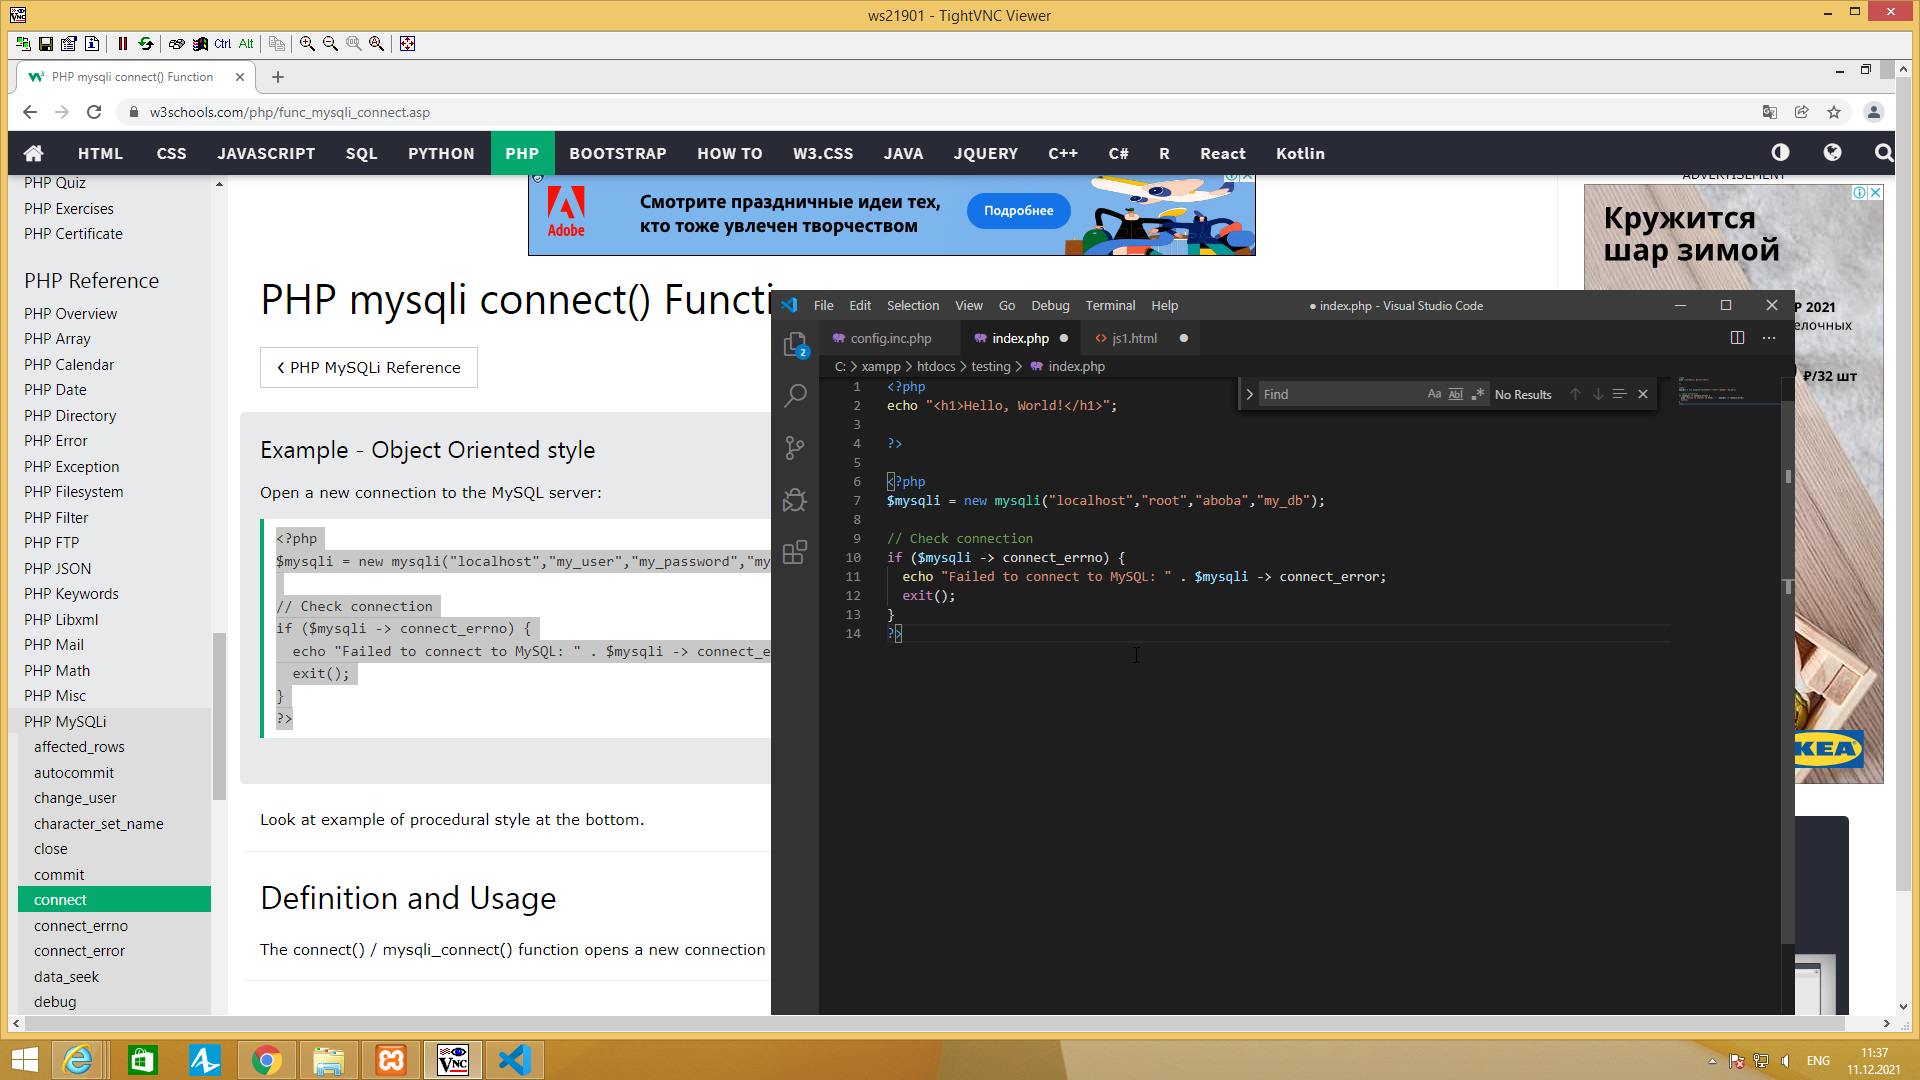 ws21901 - TightVNC Viewer
Ctrl Alt
PHP mysqli connect() Function
w3schools.com/php/func_mysqli_connect.asp
HTML CSS JAVASCRIPT SQL PYTHON PHP BOOTSTRAP HOW TO W3.CSS JAVA JQUERY C++ C# R React Kotlin
PHP Quiz
PHP Exercises
PHP Certificate
PHP Reference
PHP Overview
PHP Array
PHP Calendar
PHP Date
PHP Directory
PHP Error
PHP Exception
PHP Filesystem
PHP Filter
PHP FTP
PHP JSON
PHP Keywords
PHP Libxml
PHP Mail
PHP Math
PHP Misc
PHP MySQLi
affected_rows
autocommit
change_user
character_set_name
close
commit
connect
connect_errno
connect_error
data_seek
debug
Adobe
Смотрите праздничные идеи тех,
кто тоже увлечен творчеством
Подробнее
ADVERTISEMENT
Кружится
шар зимой
2021
елочных
₽/32 шт
KEA
PHP mysqli connect() Functi
❮ PHP MySQLi Reference
Example - Object Oriented style
Open a new connection to the MySQL server:
<?php
$mysqli = new mysqli("localhost","my_user","my_password","my
// Check connection
if ($mysqli -> connect_errno) {
echo "Failed to connect to MySQL: " . $mysqli -> connect_e
exit();
}
?>
Look at example of procedural style at the bottom.
Definition and Usage
The connect() / mysqli_connect() function opens a new connection
File Edit Selection View Go Debug Terminal Help
● index.php - Visual Studio Code
config.inc.php index.php js1.html
2
C: > xampp > htdocs > testing > index.php
Find
Aa Abl .* No Results
1 <?php
2 echo "<h1>Hello, World!</h1>";
3
4 ?>
5
6 <?php
7 $mysqli = new mysqli("localhost","root","aboba","my_db");
8
9 // Check connection
10 if ($mysqli -> connect_errno) {
11 echo "Failed to connect to MySQL: " . $mysqli -> connect_error;
12 exit();
13 }
14 ?>
VNC
ENG
11:37
11.12.2021